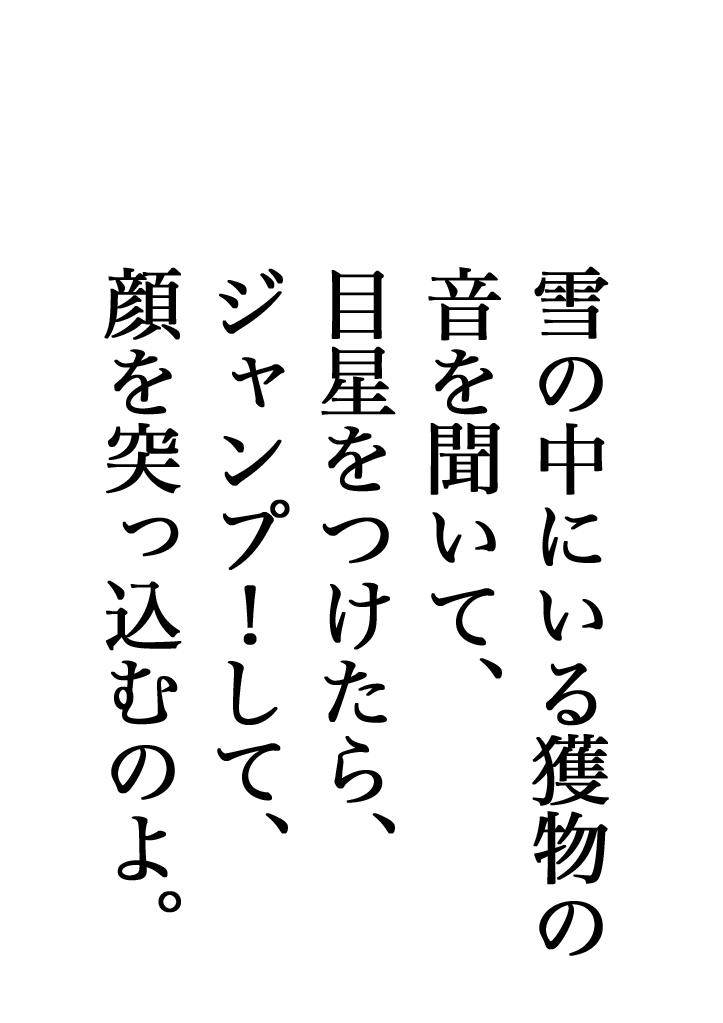 雪の中にいる獲物の
音を聞いて、
目星をつけたら、
ジャンプ！して、
顔を突っ込むのよ。